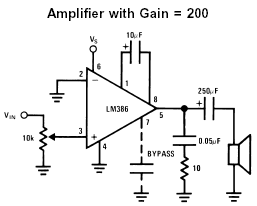 Amplifier with Gain = 200
VS
10μF
+
6
2
−
1
8
LM386
250μF
+
VIN
3
+
7
5
10k
4
BYPASS
0.05μF
10